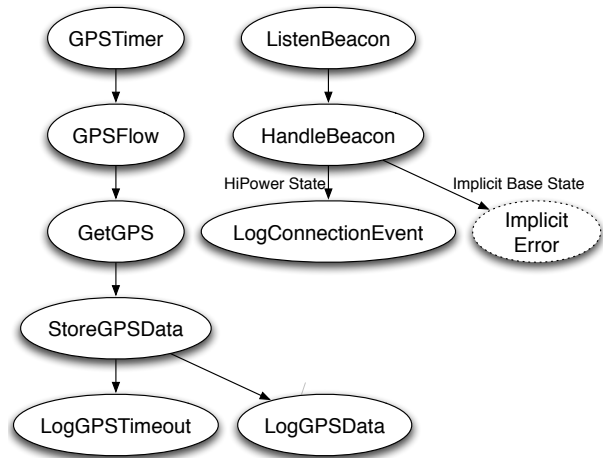 GPSTimer
ListenBeacon
GPSFlow
HandleBeacon
HiPower State
Implicit Base State
GetGPS
LogConnectionEvent
Implicit
Error
StoreGPSData
LogGPSTimeout
LogGPSData